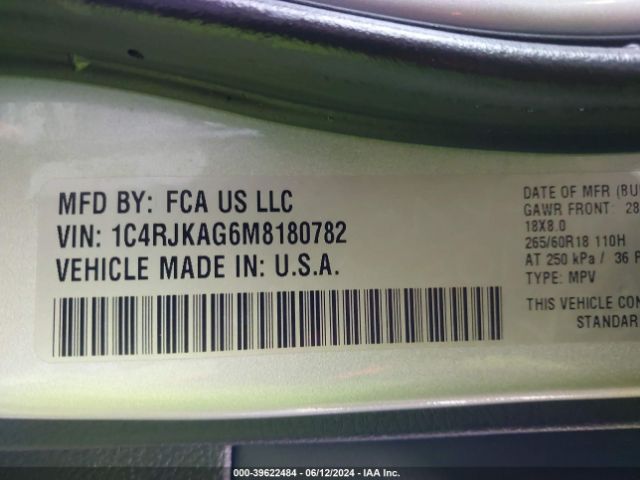 MFD BY: FCA US LLC
VIN: 1C4RJKAG6M8180782
VEHICLE MADE IN: U.S.A.
DATE OF MFR (BU
GAWR FRONT: 28
18X8.0
265/60R18 110H
AT 250 kPa / 36 P
TYPE: MPV
THIS VEHICLE CON
STANDAR
000-39622484 - 06/12/2024 - IAA Inc.